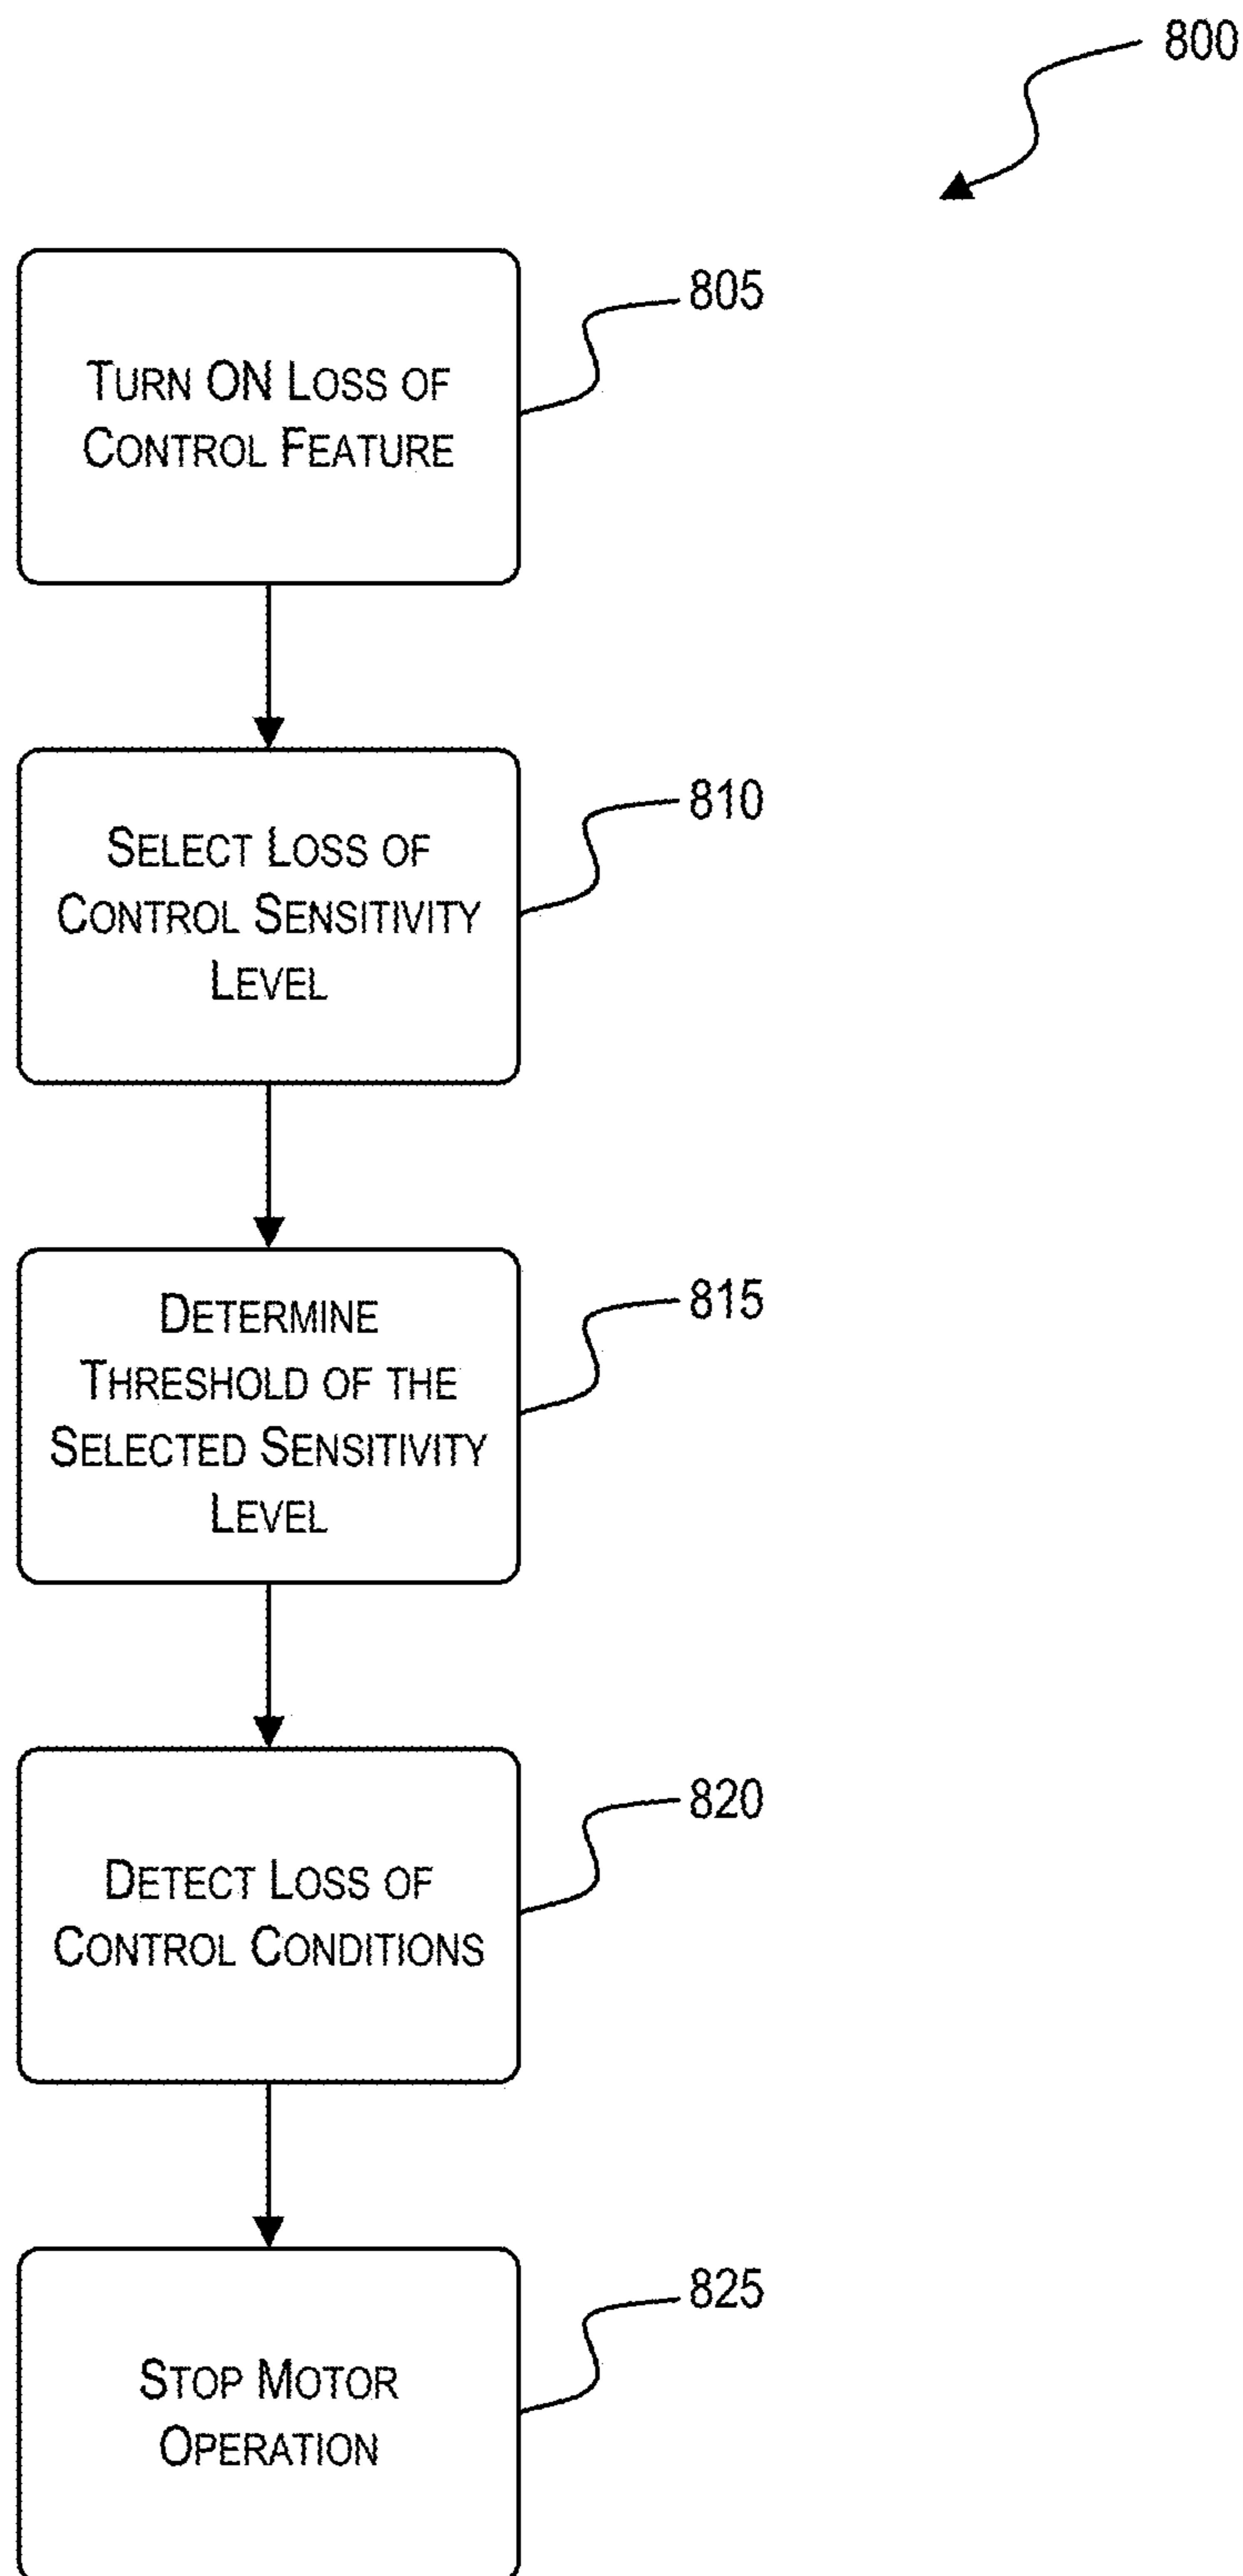 800
805
TURN ON LOSS OF
CONTROL FEATURE
810
SELECT LOSS OF
CONTROL SENSITIVITY
LEVEL
815
DETERMINE
THRESHOLD OF THE
SELECTED SENSITIVITY
LEVEL
820
DETECT LOSS OF
CONTROL CONDITIONS
825
STOP MOTOR
OPERATION